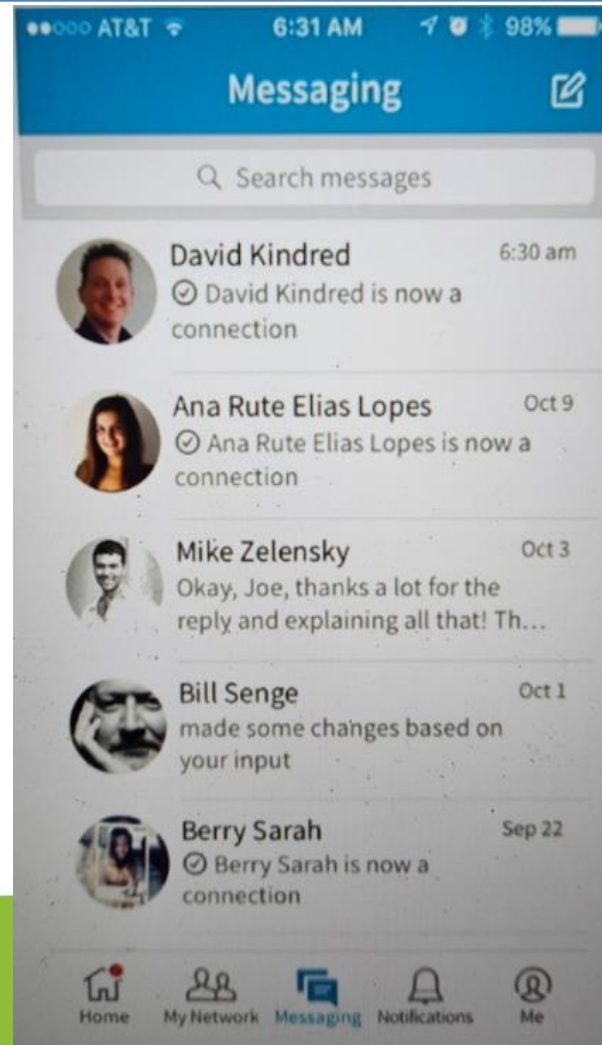 AT&T 6:31 AM 98%
Messaging
Search messages
David Kindred 6:30 am
David Kindred is now a
connection
Ana Rute Elias Lopes Oct 9
Ana Rute Elias Lopes is now a
connection
Mike Zelensky Oct 3
Okay, Joe, thanks a lot for the
reply and explaining all that! Th...
Bill Senge Oct 1
made some changes based on
your input
Berry Sarah Sep 22
Berry Sarah is now a
connection
Home My Network Messaging Notifications Me